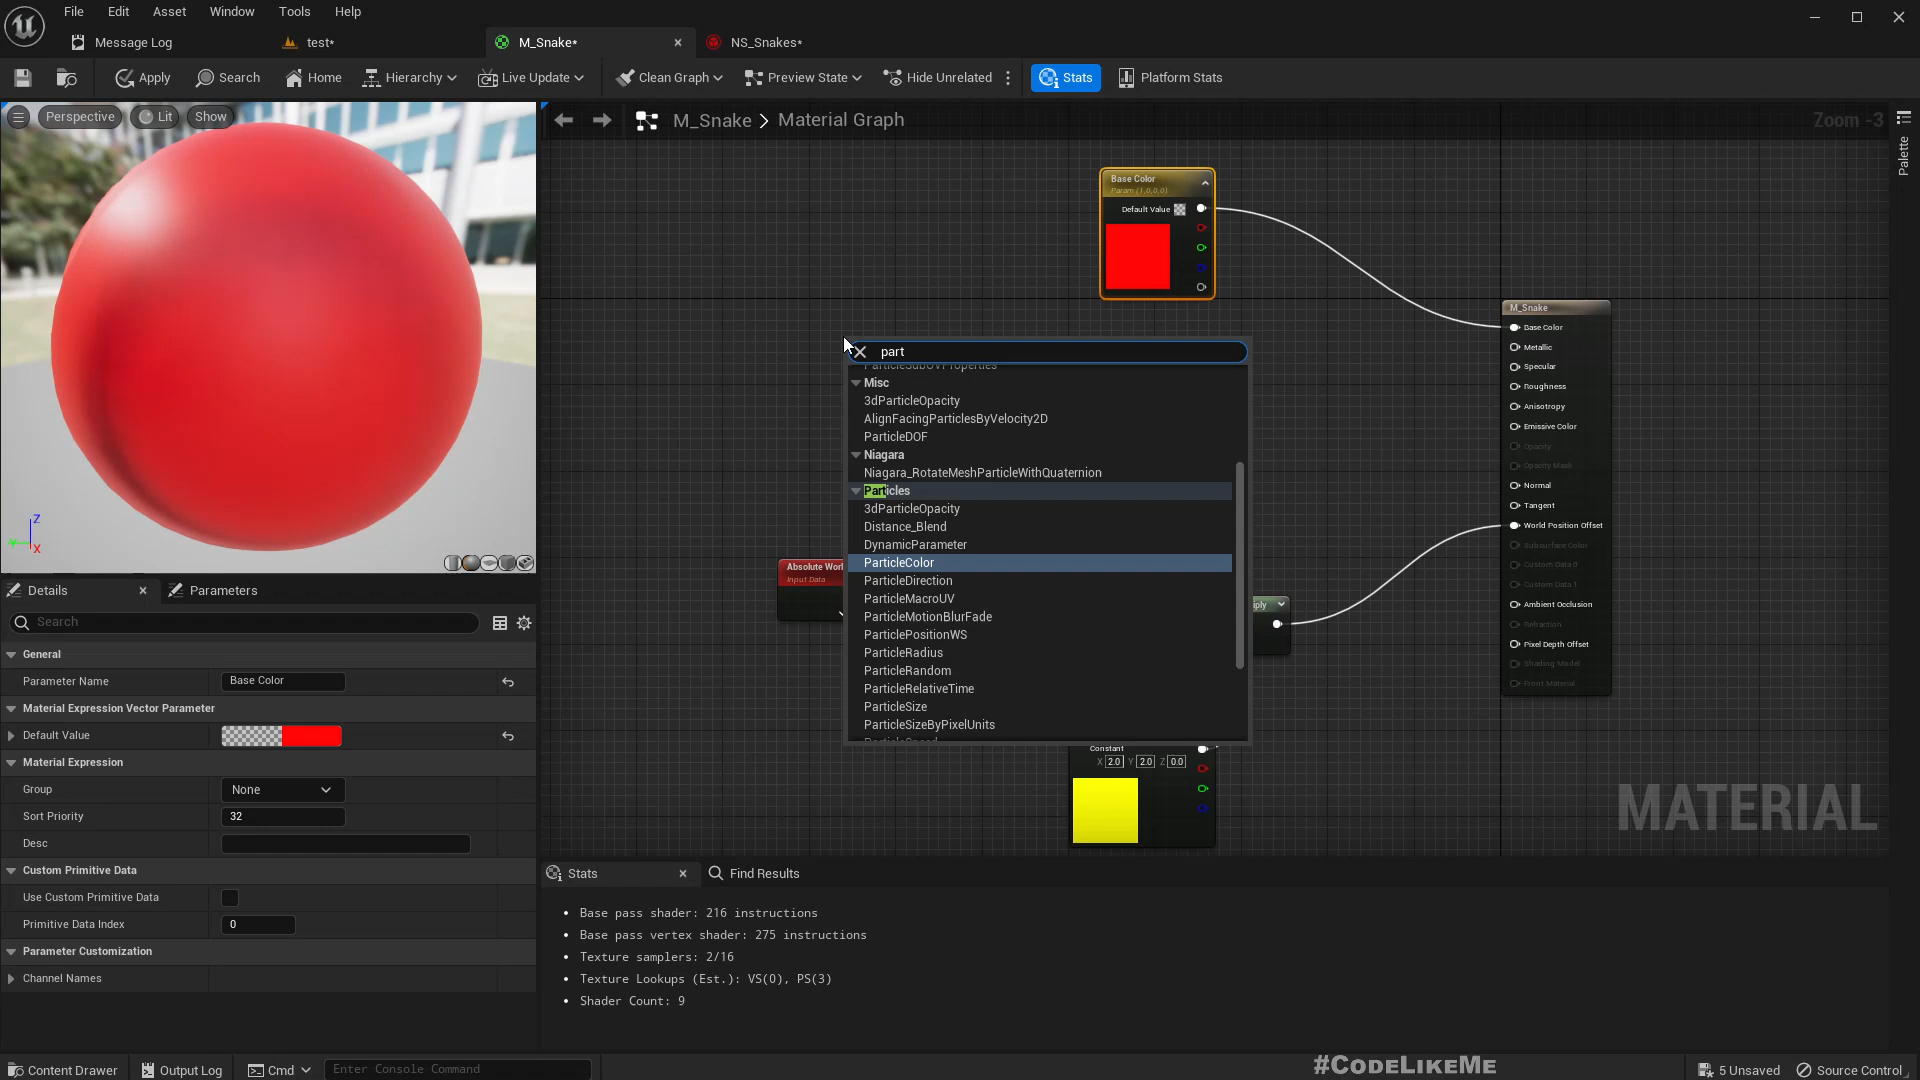 File Edit Asset Window Tools Help
Message Log
test*
M_Snake*
NS_Snakes*
Apply
Search
Home
Hierarchy
Live Update
Clean Graph
Preview State
Hide Unrelated
Stats
Platform Stats
Perspective
Lit
Show
M_Snake > Material Graph
Zoom -3
Palette
Base Color
Param (1,0,0,0)
Default Value
M_Snake
Base Color
Metallic
Specular
Roughness
Anisotropy
Emissive Color
Opacity
Opacity Mask
Normal
Tangent
World Position Offset
Subsurface Color
Custom Data 0
Custom Data 1
Ambient Occlusion
Refraction
Pixel Depth Offset
Shading Model
Front Material
part
ParticleSubUVProperties
Misc
3dParticleOpacity
AlignFacingParticlesByVelocity2D
ParticleDOF
Niagara
Niagara_RotateMeshParticleWithQuaternion
Particles
3dParticleOpacity
Distance_Blend
DynamicParameter
ParticleColor
ParticleDirection
ParticleMacroUV
ParticleMotionBlurFade
ParticlePositionWS
ParticleRadius
ParticleRandom
ParticleRelativeTime
ParticleSize
ParticleSizeByPixelUnits
Absolute Worl
Input Data
iply
Constant
X 2.0 Y 2.0 Z 0.0
MATERIAL
Z
Y
X
Details
Parameters
Search
General
Parameter Name Base Color
Material Expression Vector Parameter
Default Value
Material Expression
Group None
Sort Priority 32
Desc
Custom Primitive Data
Use Custom Primitive Data
Primitive Data Index 0
Parameter Customization
Channel Names
Stats
Find Results
• Base pass shader: 216 instructions
• Base pass vertex shader: 275 instructions
• Texture samplers: 2/16
• Texture Lookups (Est.): VS(0), PS(3)
• Shader Count: 9
Content Drawer
Output Log
Cmd
Enter Console Command
#CODELIKEME
5 Unsaved
Source Control